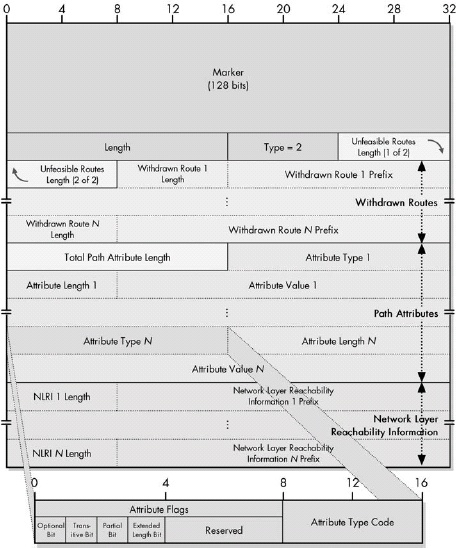 0 4 8 12 16 20 24 28 32
Marker
(128 bits)
Length
Type = 2
Unfeasible Routes
Length (1 of 2)
Unfeasible Routes
Length (2 of 2)
Withdrawn Route 1
Length
Withdrawn Route 1 Prefix
Withdrawn Routes
Withdrawn Route N
Length
Withdrawn Route N Prefix
Total Path Attribute Length
Attribute Type 1
Attribute Length 1
Attribute Value 1
Path Attributes
Attribute Type N
Attribute Length N
Attribute Value N
NLRI 1 Length
Network Layer Reachability
Information 1 Prefix
Network Layer
Reachability Information
NLRI N Length
Network Layer Reachability
Information N Prefix
0 4 8 12 16
Attribute Flags
Attribute Type Code
Optional
Bit
Trans-
itive Bit
Partial
Bit
Extended
Length Bit
Reserved